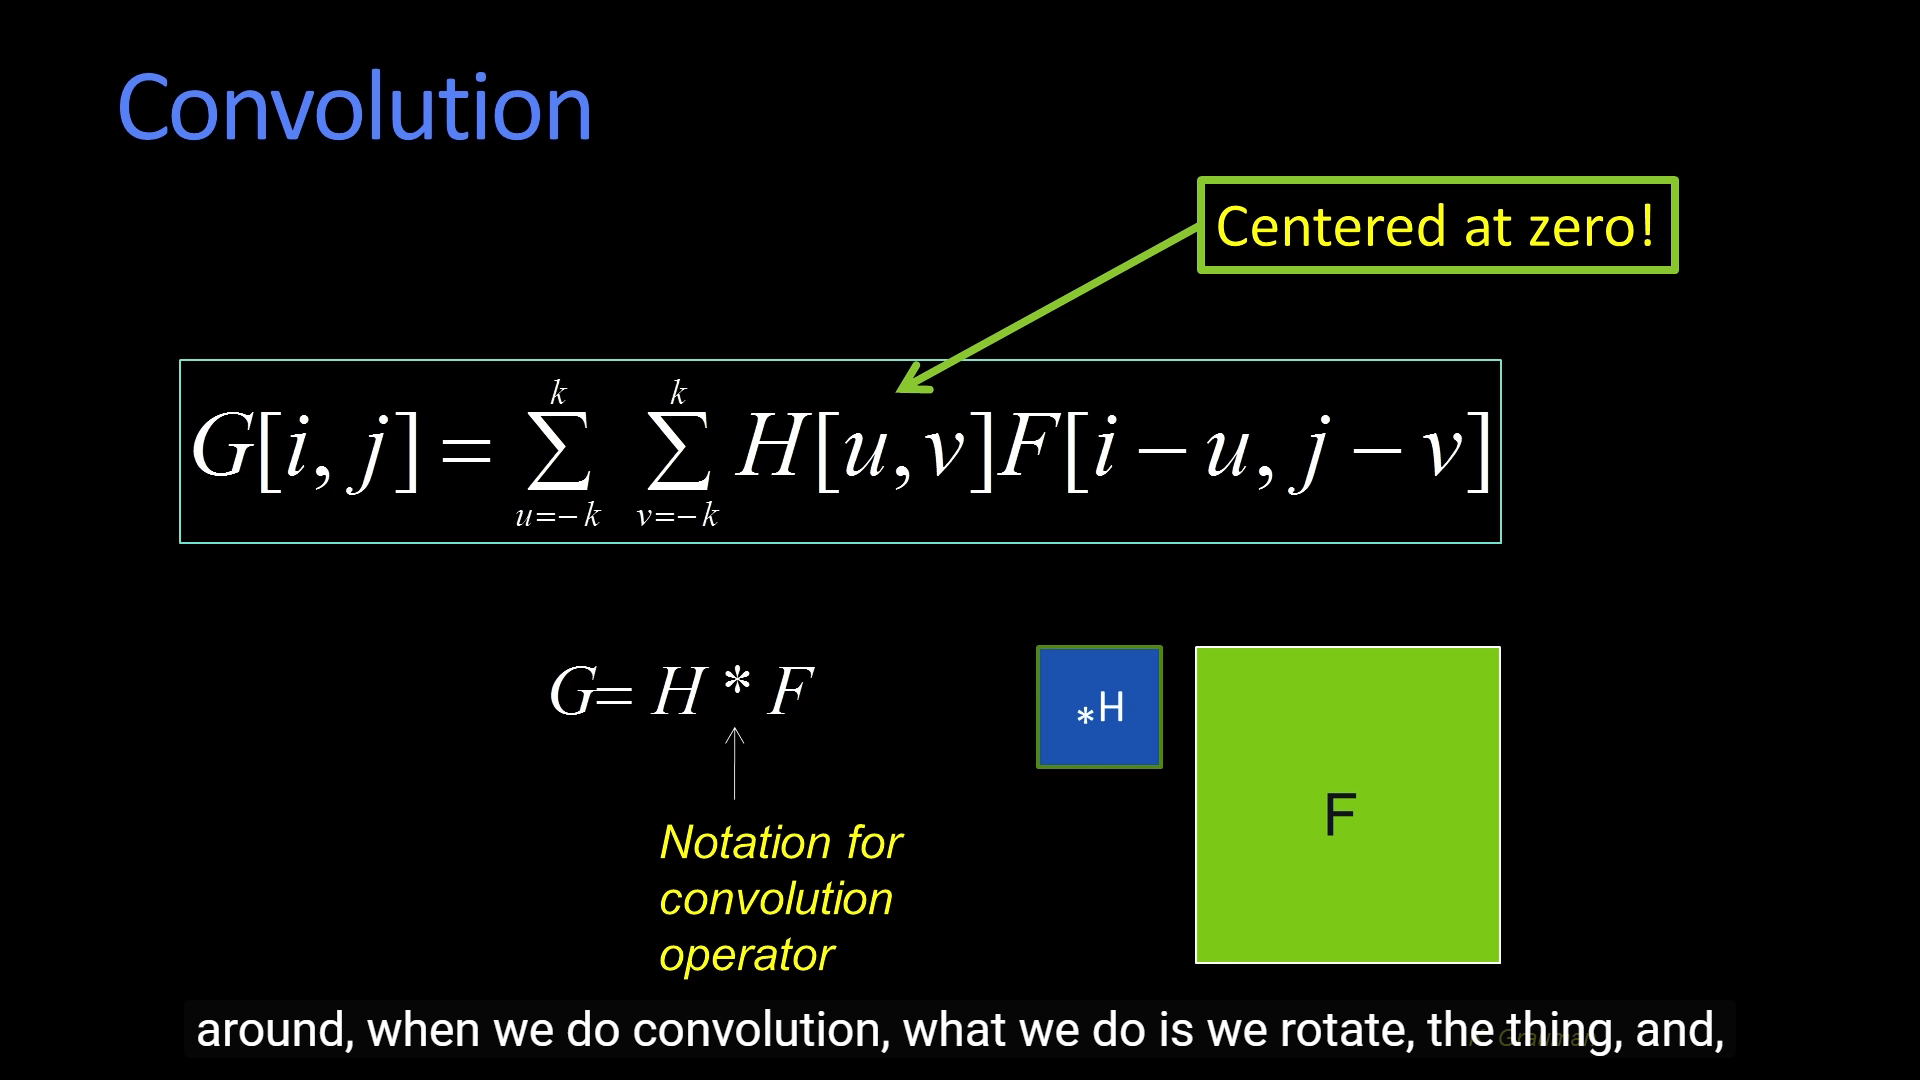 Convolution
Centered at zero!
G[i, j] = ∑_{u=-k}^{k} ∑_{v=-k}^{k} H[u,v]F[i − u, j − v]
G= H * F
*H
F
Notation for
convolution
operator
around, when we do convolution, what we do is we rotate, the thing, and,